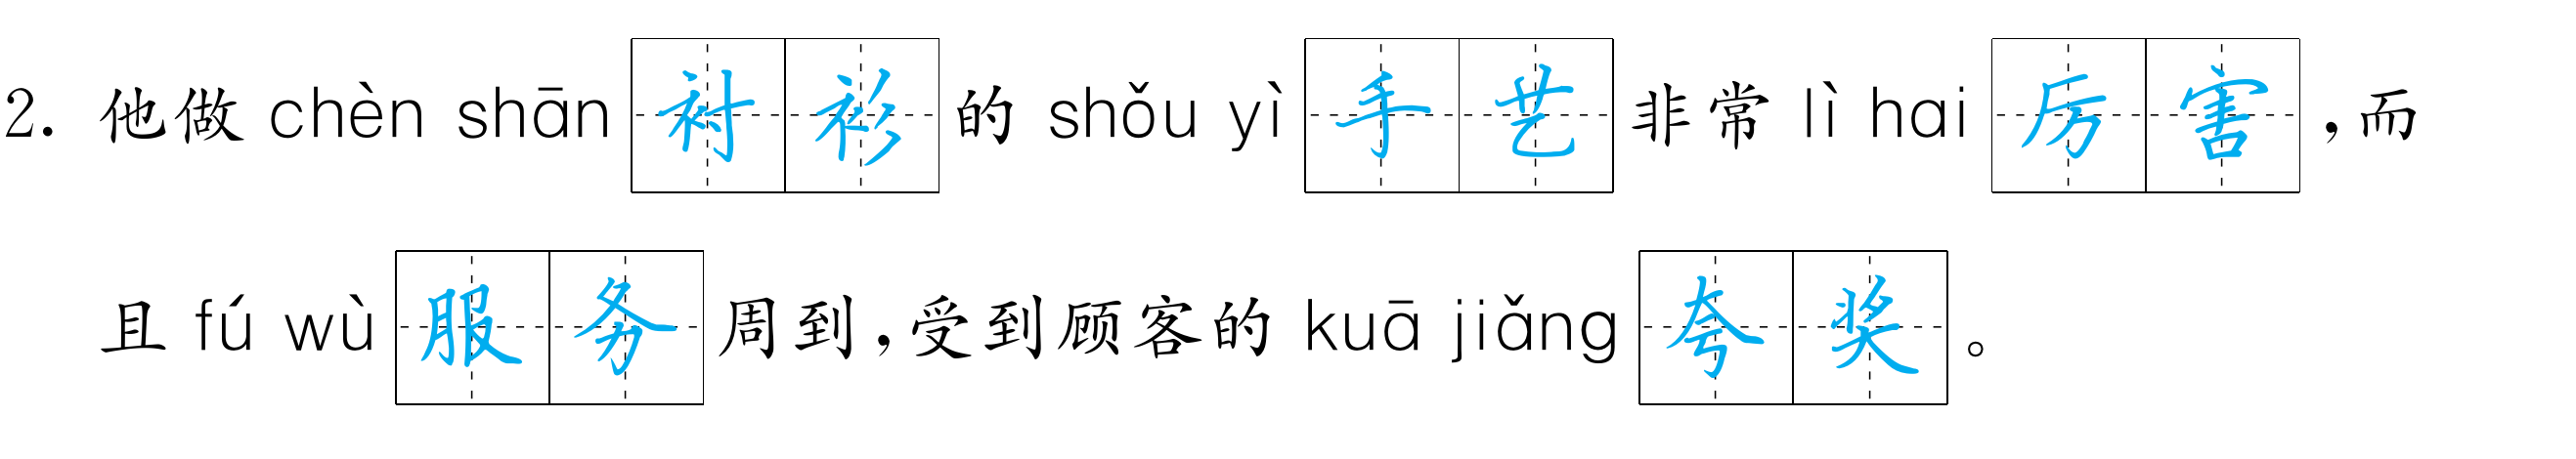 2. 他做 chèn shān 衬衫的 shǒu yì 手艺非常 lì hai 厉害,而
且 fú wù 服务周到,受到顾客的 kuā jiǎng 夸奖。